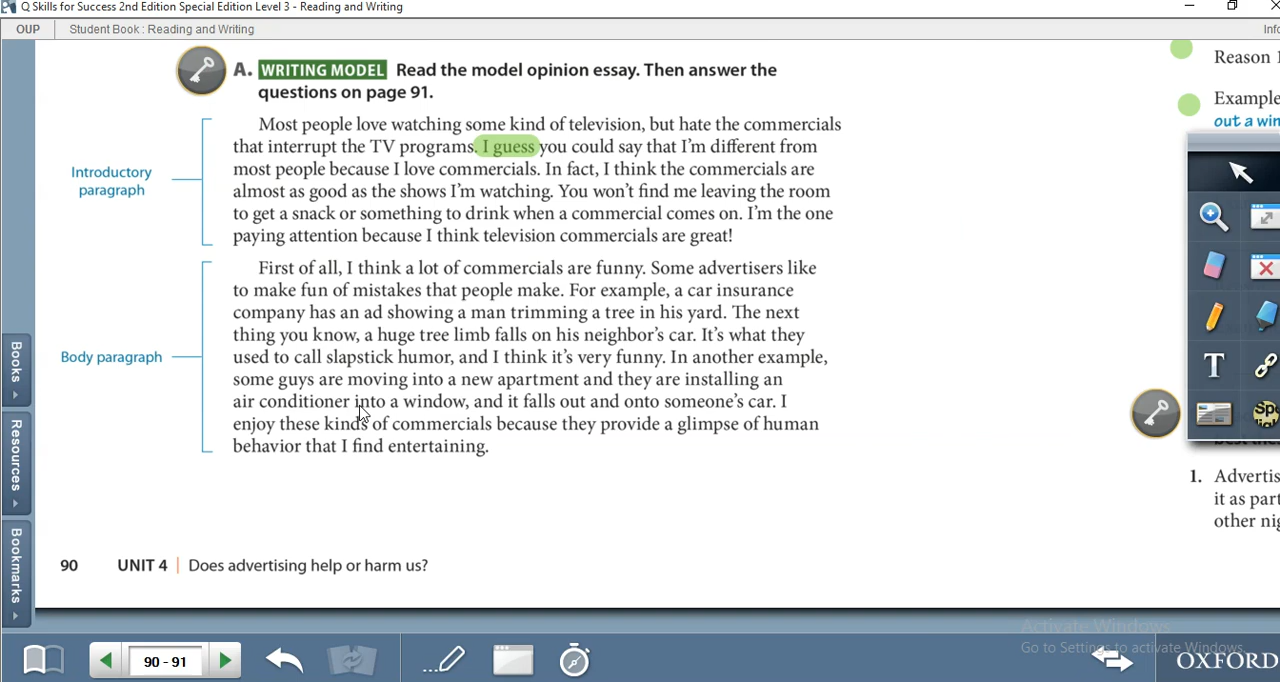 Q Skills for Success 2nd Edition Special Edition Level 3 - Reading and Writing
OUP
Student Book : Reading and Writing
A. WRITING MODEL Read the model opinion essay. Then answer the
questions on page 91.
Introductory
paragraph
Most people love watching some kind of television, but hate the commercials
that interrupt the TV programs. I guess you could say that I'm different from
most people because I love commercials. In fact, I think the commercials are
almost as good as the shows I'm watching. You won't find me leaving the room
to get a snack or something to drink when a commercial comes on. I'm the one
paying attention because I think television commercials are great!
Body paragraph
First of all, I think a lot of commercials are funny. Some advertisers like
to make fun of mistakes that people make. For example, a car insurance
company has an ad showing a man trimming a tree in his yard. The next
thing you know, a huge tree limb falls on his neighbor's car. It's what they
used to call slapstick humor, and I think it's very funny. In another example,
some guys are moving into a new apartment and they are installing an
air conditioner into a window, and it falls out and onto someone's car. I
enjoy these kinds of commercials because they provide a glimpse of human
behavior that I find entertaining.
90 UNIT 4 Does advertising help or harm us?
Reason
Example
out a win
T
1. Advertis
it as part
other nig
Books
Resources
Bookmarks
90 - 91
Activate Windows
Go to Settings to activate Windows.
OXFORD